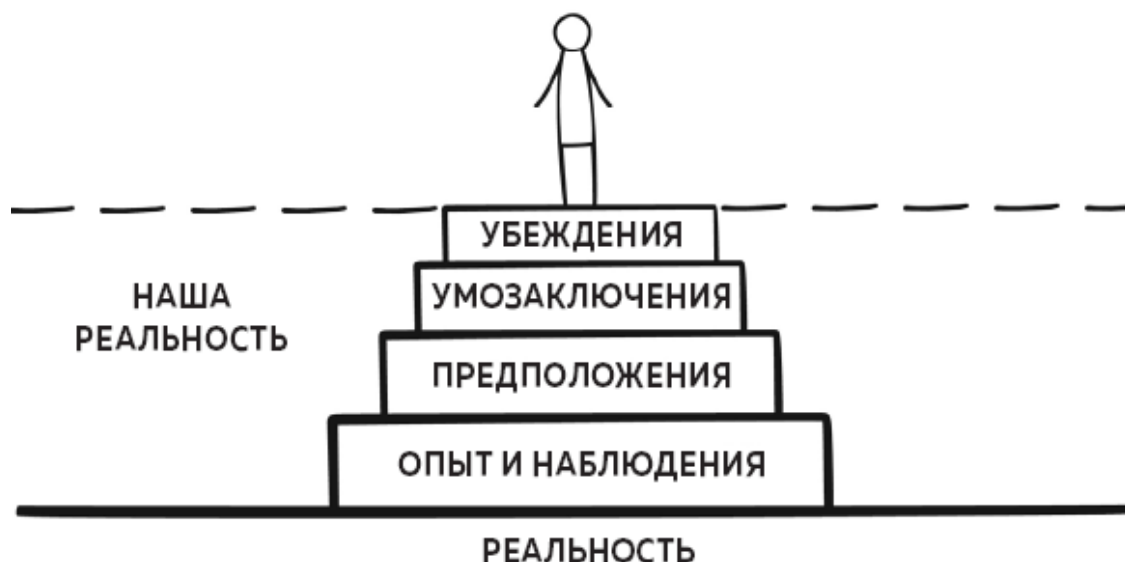 УБЕЖДЕНИЯ
УМОЗАКЛЮЧЕНИЯ
НАША
РЕАЛЬНОСТЬ
ПРЕДПОЛОЖЕНИЯ
ОПЫТ И НАБЛЮДЕНИЯ
РЕАЛЬНОСТЬ